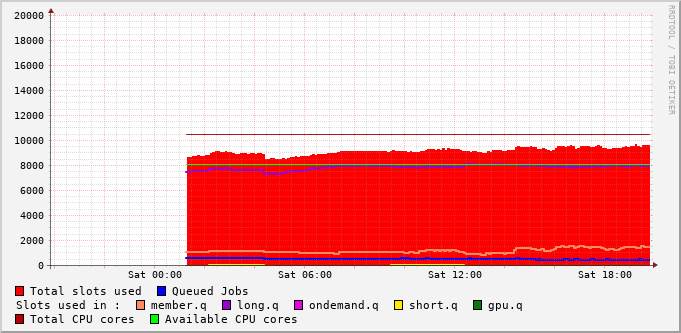 RRDTOOL / TOBI OETIKER
20000
18000
16000
14000
12000
10000
8000
6000
4000
2000
0
Sat 00:00 Sat 06:00 Sat 12:00 Sat 18:00
Total slots used Queued Jobs
Slots used in : member.q long.q ondemand.q short.q gpu.q
Total CPU cores Available CPU cores